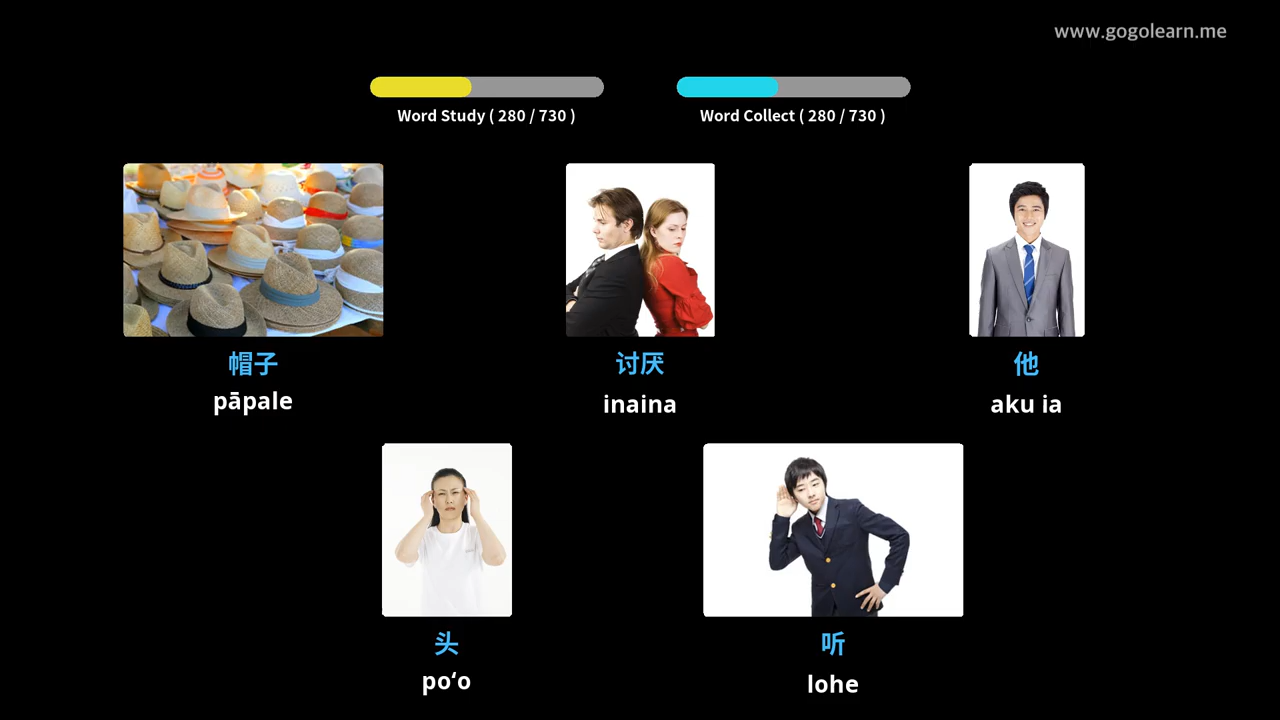 www.gogolearn.me
Word Study ( 280 / 730 )
Word Collect ( 280 / 730 )
帽子
pāpale
讨厌
inaina
他
aku ia
头
poʻo
听
lohe